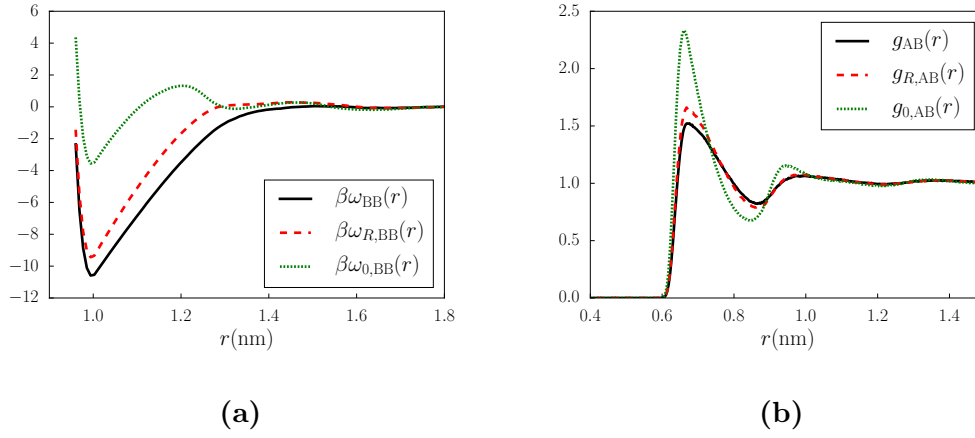 6
4
2
0
−2
−4
−6
−8
−10
−12
1.0 1.2 1.4 1.6 1.8
r(nm)
βω_BB(r)
βω_R,BB(r)
βω_0,BB(r)
(a)
2.5
2.0
1.5
1.0
0.5
0.0
0.4 0.6 0.8 1.0 1.2 1.4
r(nm)
g_AB(r)
g_R,AB(r)
g_0,AB(r)
(b)